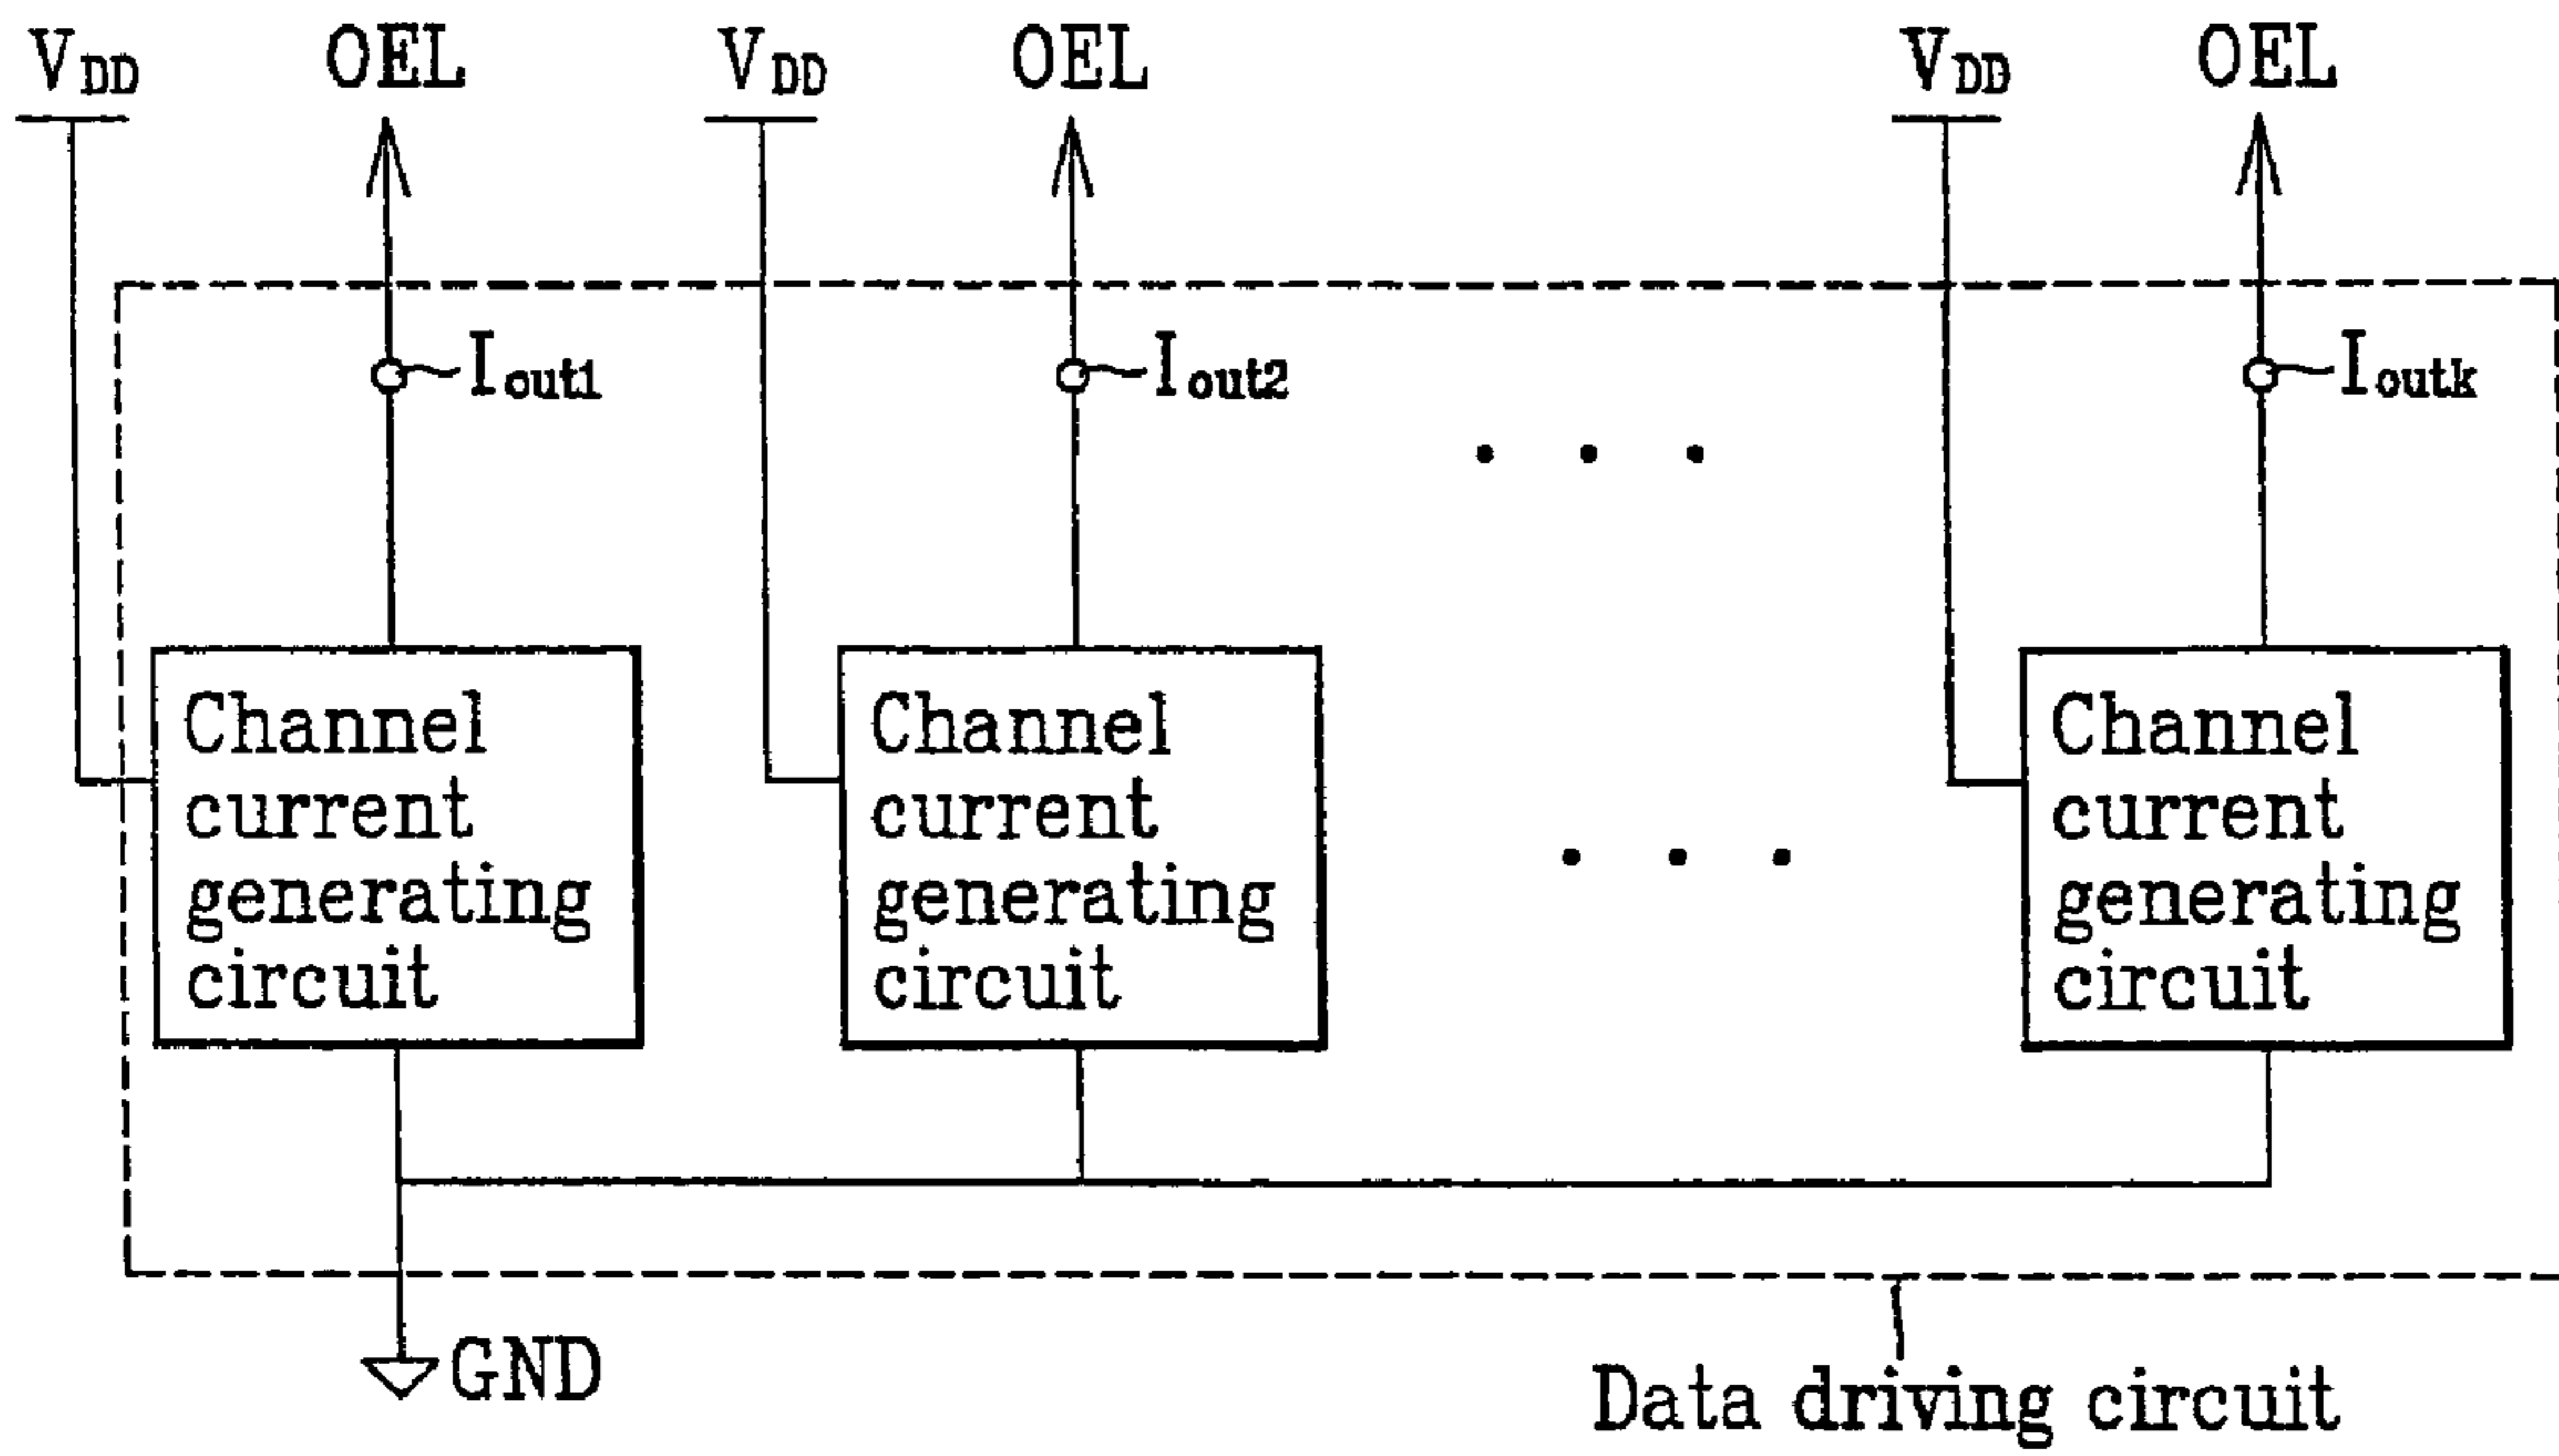 VDD OEL VDD OEL VDD OEL
Iout1 Iout2 Ioutk
Channel
current
generating
circuit
Channel
current
generating
circuit
Channel
current
generating
circuit
GND
Data driving circuit